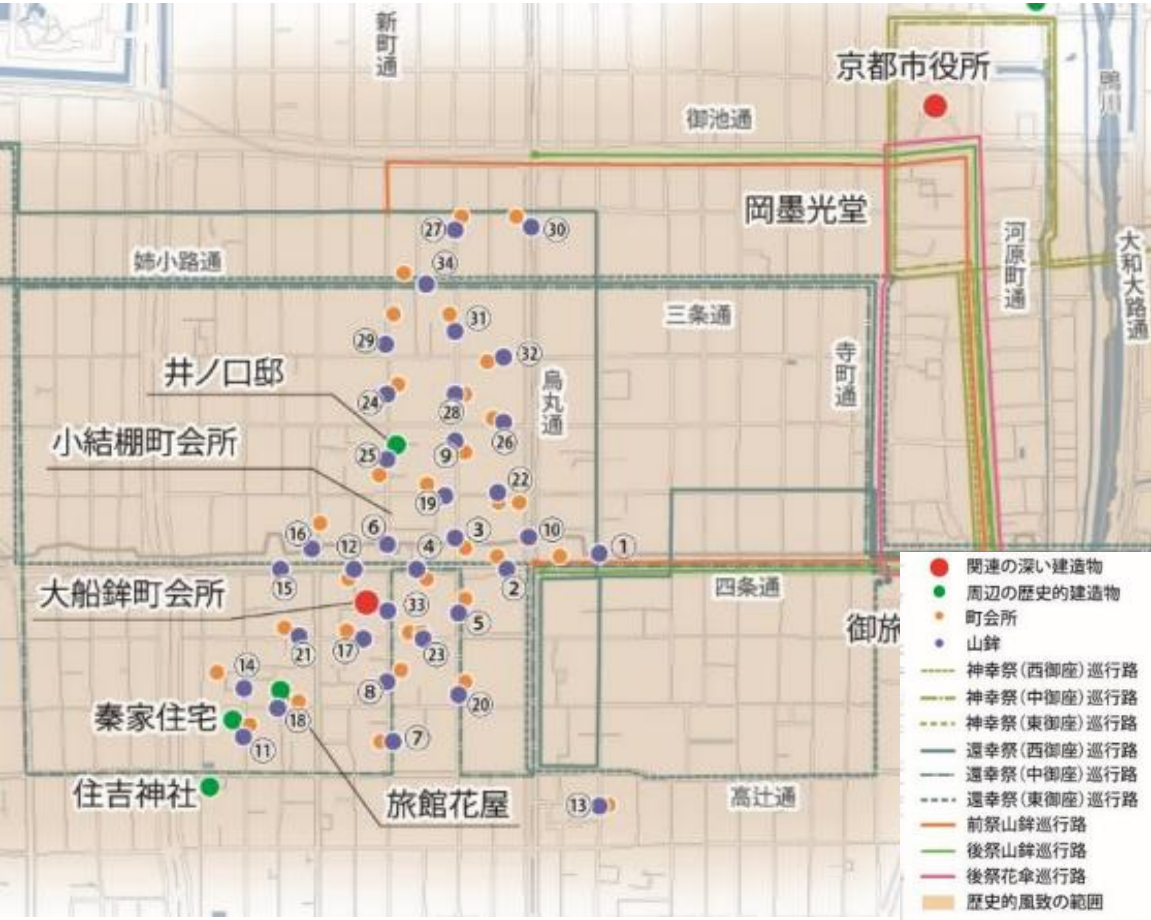 新町通
京都市役所
鴨川
御池通
岡墨光堂
㉗
㉚
河原町通
大和大路通
姉小路通
㉞
三条通
㉛
㉙
㉜
寺町通
井ノ口邸
烏丸通
㉔
㉘
㉖
小結棚町会所
㉕
⑨
㉒
⑲
⑯
⑥
③
⑩
⑫
④
①
⑮
②
四条通
大船鉾町会所
㉝
⑤
御旅
㉑
⑰
㉓
⑭
⑧
⑳
秦家住宅
⑱
⑪
⑦
住吉神社
旅館花屋
⑬
高辻通
関連の深い建造物
周辺の歴史的建造物
町会所
山鉾
神幸祭(西御座)巡行路
神幸祭(中御座)巡行路
神幸祭(東御座)巡行路
還幸祭(西御座)巡行路
還幸祭(中御座)巡行路
還幸祭(東御座)巡行路
前祭山鉾巡行路
後祭山鉾巡行路
後祭花傘巡行路
歴史的風致の範囲